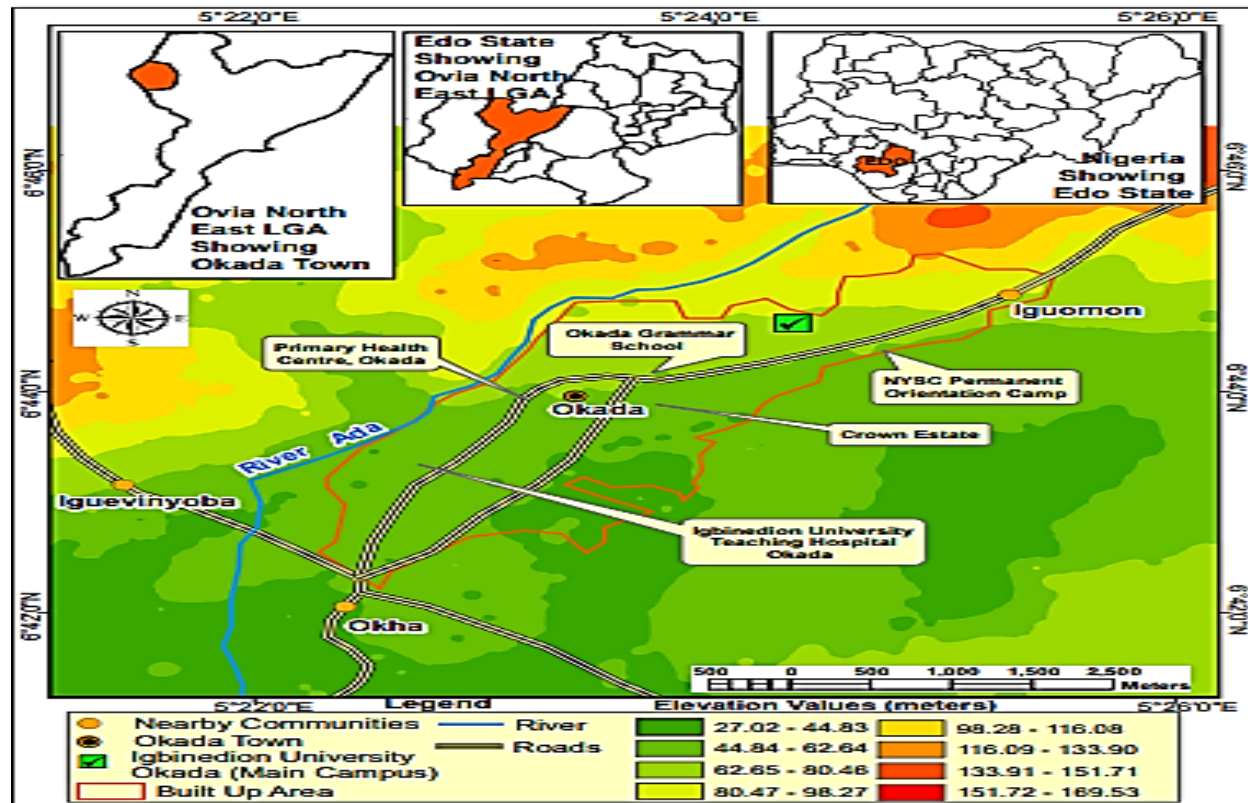 5°22'0"E
5°24'0"E
5°26'0"E
Edo State
Showing
Ovia North
East LGA
Ovia North
East LGA
Showing
Okada Town
EDO
Nigeria
Showing
Edo State
6°46'0"N
6°46'0"N
N
W
E
S
Iguomon
Okada Grammar
School
Primary Health
Centre, Okada
NYSC Permanent
Orientation Camp
6°44'0"N
6°44'0"N
Okada
Crown Estate
River Ada
Iguevinyoba
Igbinedion University
Teaching Hospital
Okada
6°42'0"N
6°42'0"N
Okha
500 0 500 1,000 1,500 2,500
Meters
5°22'0"E
5°26'0"E
Legend
Nearby Communities
Okada Town
Igbinedion University
Okada (Main Campus)
Built Up Area
River
Roads
Elevation Values (meters)
27.02 - 44.83
44.84 - 62.64
62.65 - 80.46
80.47 - 98.27
98.28 - 116.08
116.09 - 133.90
133.91 - 151.71
151.72 - 169.53